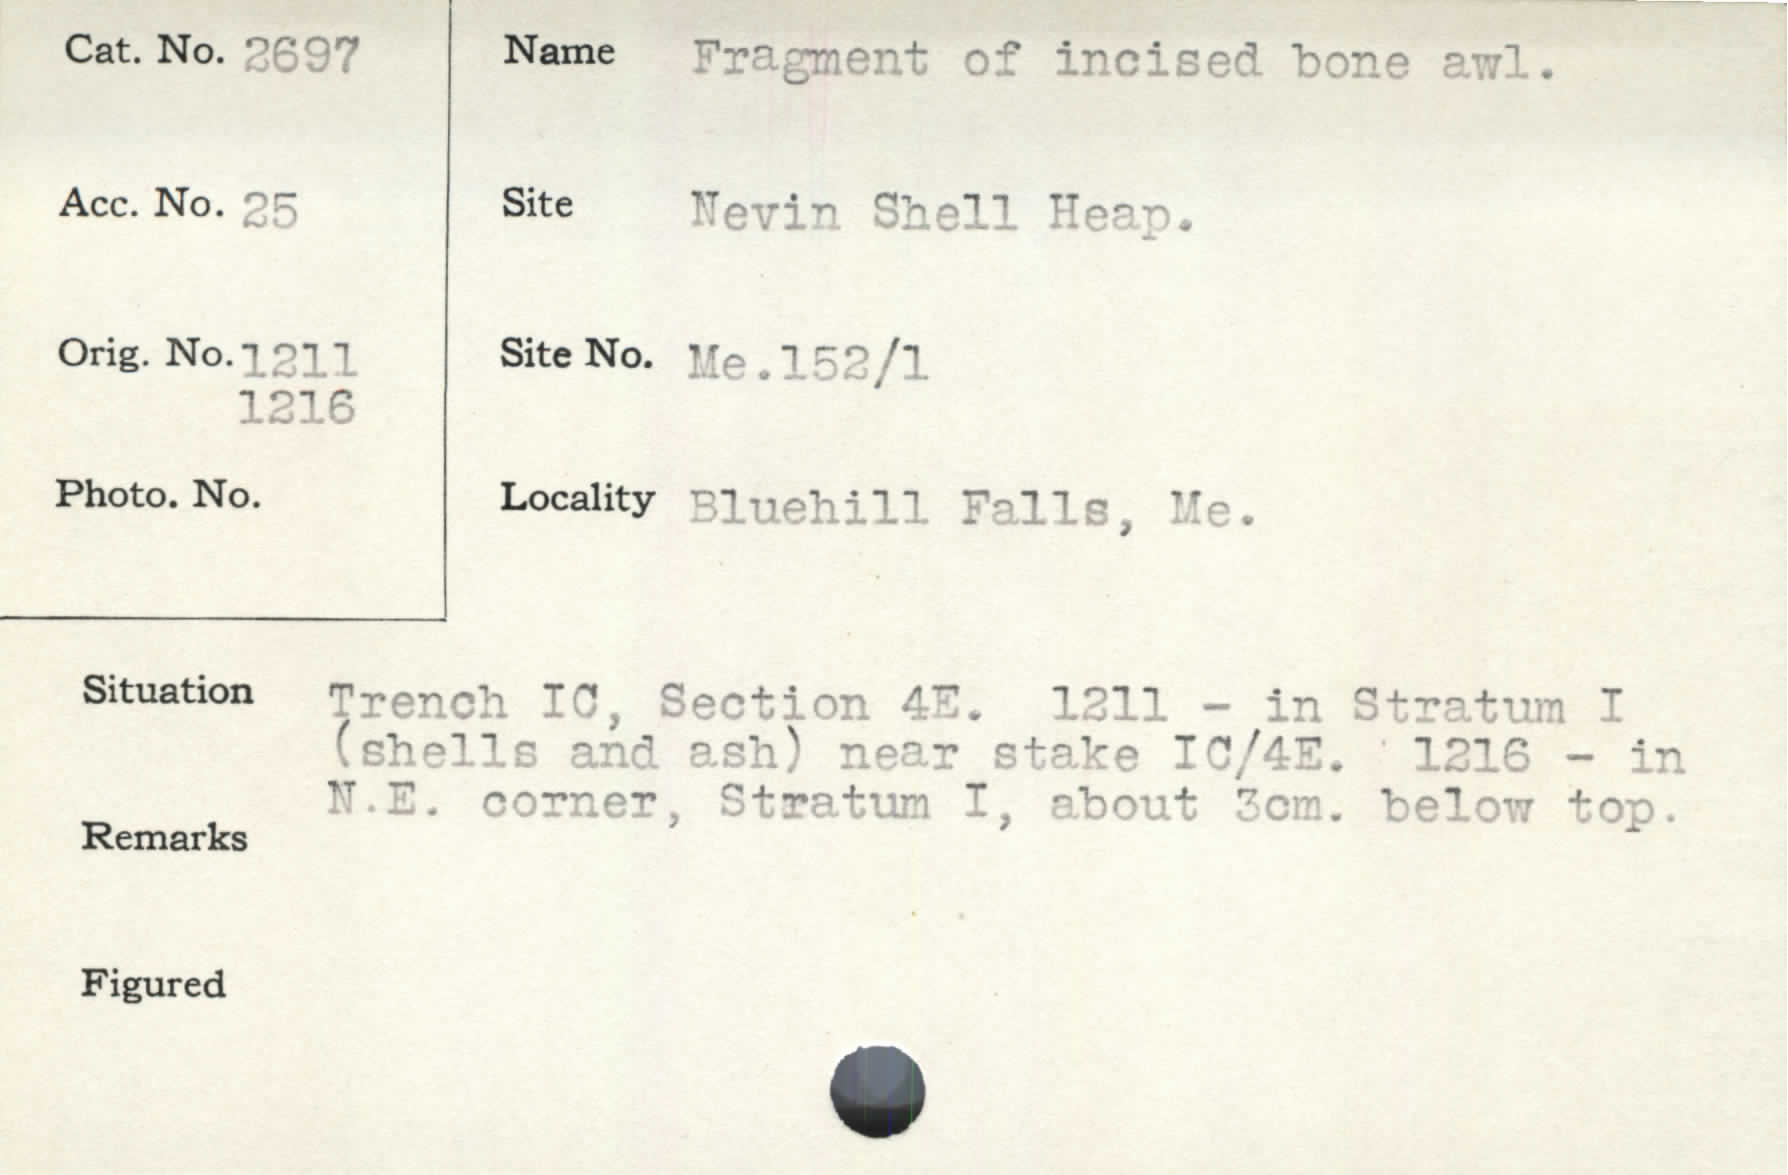 Cat. No. 2697
Name Fragment of incised bone awl.
Acc. No. 25
Site Nevin Shell Heap.
Orig. No. 1211
1216
Site No. Me.152/1
Photo. No.
Locality Bluehill Falls, Me.
Situation Trench IC, Section 4E. 1211 - in Stratum I
(shells and ash) near stake IC/4E. 1216 - in
N.E. corner, Stratum I, about 3cm. below top.
Remarks
Figured